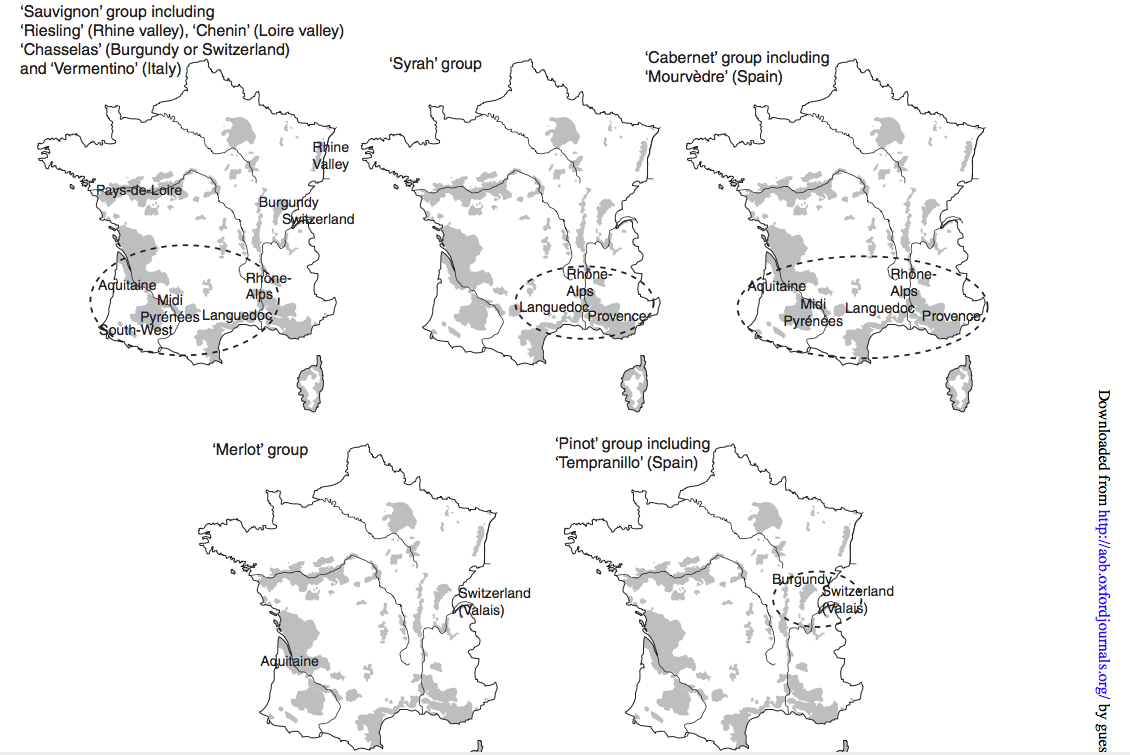 ‘Sauvignon’ group including
‘Riesling’ (Rhine valley), ‘Chenin’ (Loire valley)
‘Chasselas’ (Burgundy or Switzerland)
and ‘Vermentino’ (Italy)
Rhine
Valley
Pays-de-Loire
Burgundy
Switzerland
Aquitaine
Rhône-
Alps
Midi
Pyrénées
Languedoc
South-West
‘Syrah’ group
Rhône-
Alps
Languedoc
Provence
‘Cabernet’ group including
‘Mourvèdre’ (Spain)
Aquitaine
Rhône-
Alps
Midi
Pyrénées
Languedoc
Provence
‘Merlot’ group
Switzerland
(Valais)
Aquitaine
‘Pinot’ group including
‘Tempranillo’ (Spain)
Burgundy
Switzerland
(Valais)
Downloaded from http://aob.oxfordjournals.org/ by gues